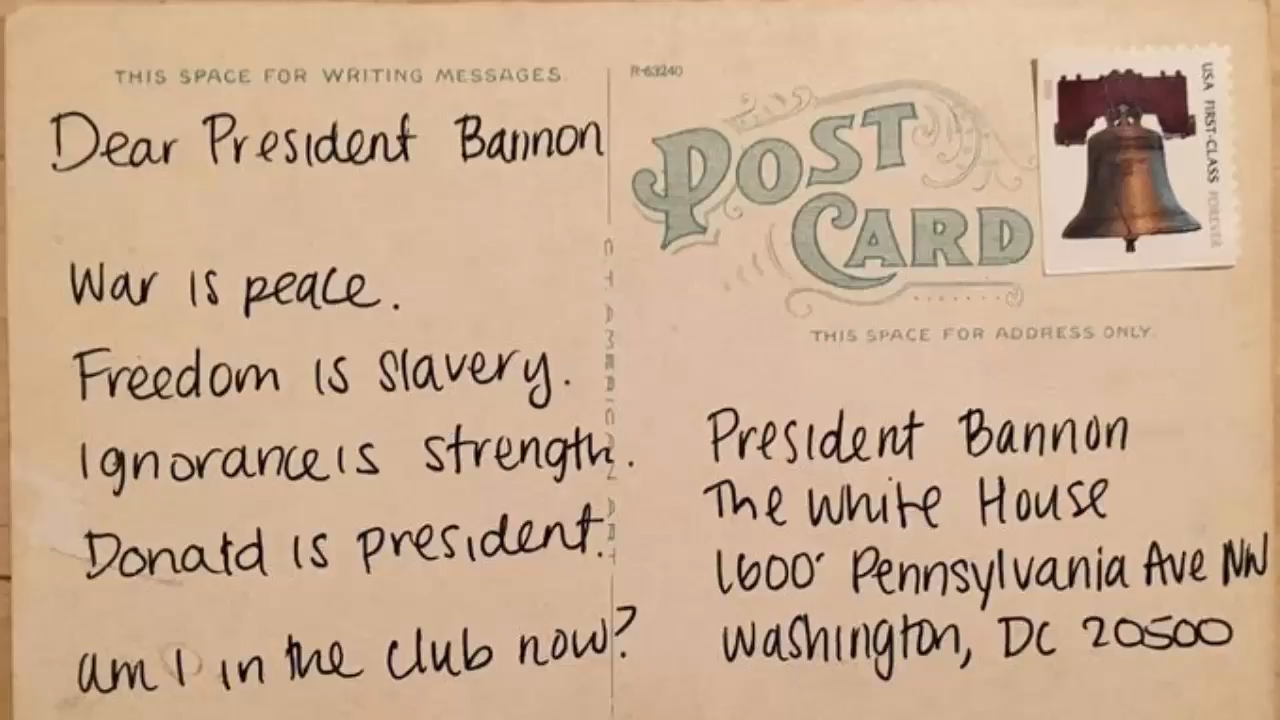 THIS SPACE FOR WRITING MESSAGES.
Dear President Bannon
War is peace.
Freedom is slavery.
Ignorance is strength.
Donald is president.
am I in the club now?
C T AMERICAN ART
R-63240
POST
CARD
USA FIRST-CLASS FOREVER
THIS SPACE FOR ADDRESS ONLY.
President Bannon
The White House
1600 Pennsylvania Ave NW
Washington, DC 20500